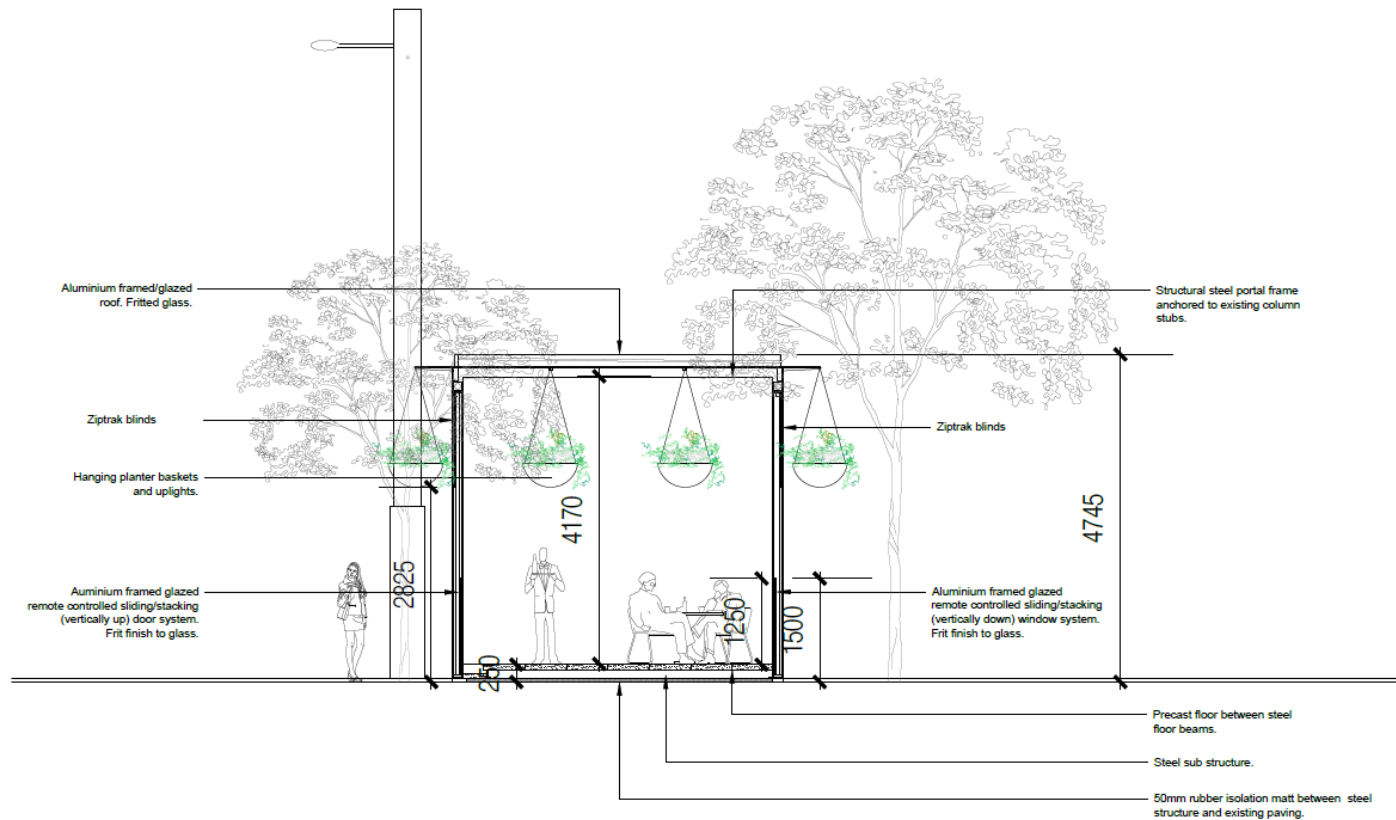 Aluminium framed/glazed
roof. Fritted glass.
Structural steel portal frame
anchored to existing column
stubs.
Ziptrak blinds
Ziptrak blinds
Hanging planter baskets
and uplights.
4170
4745
2825
1250
1500
250
Auminium framed glazed
remote controlled sliding/stacking
(vertically up) door system.
Frit finish to glass.
Aluminium framed glazed
remote controlled sliding/stacking
(vertically down) window system.
Frit finish to glass.
Precast floor between steel
floor beams.
Steel sub structure.
50mm rubber isolation matt between steel
structure and existing paving.